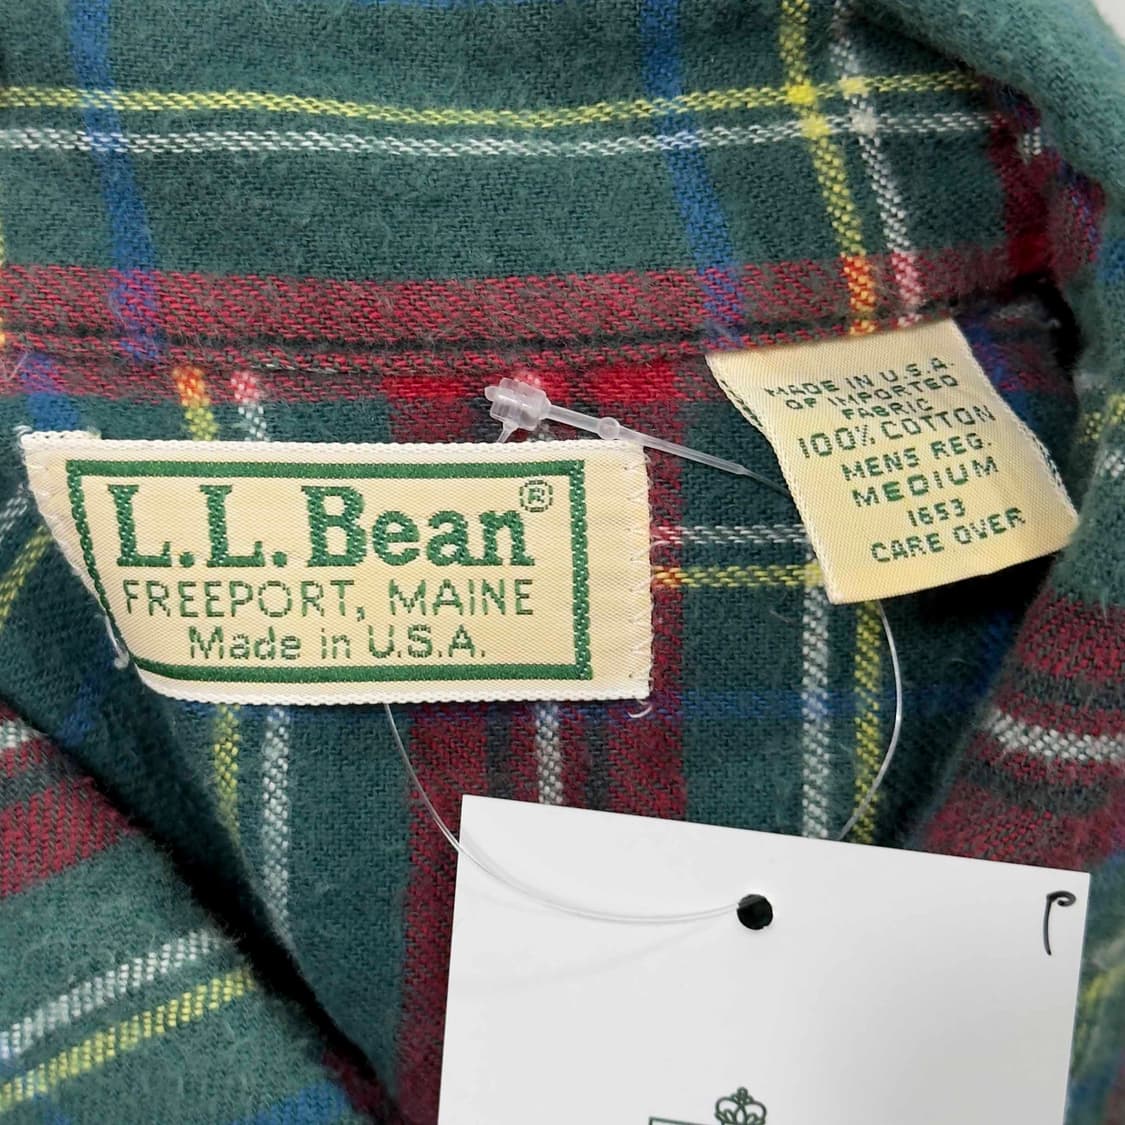 L.L.Bean®
FREEPORT, MAINE
Made in U.S.A.
MADE IN U.S.A.
OF IMPORTED
FABRIC
100% COTTON
MENS REG.
MEDIUM
1653
CARE OVER